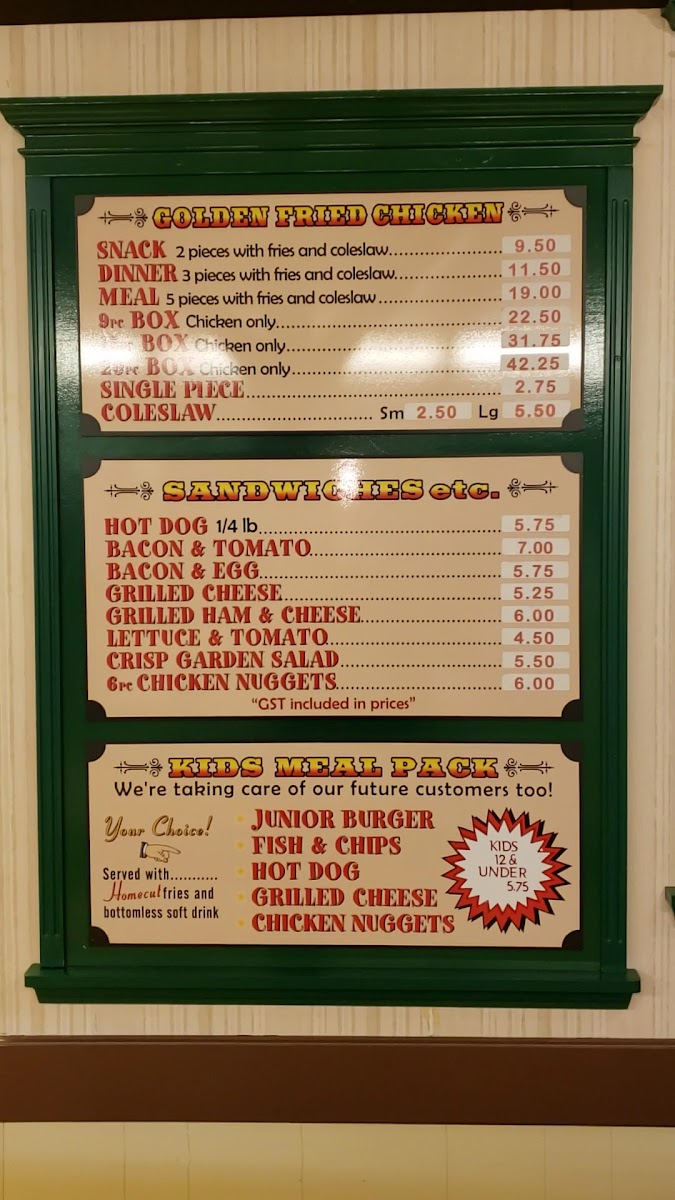 GOLDEN FRIED CHICKEN
SNACK 2 pieces with fries and coleslaw 9.50
DINNER 3 pieces with fries and coleslaw 11.50
MEAL 5 pieces with fries and coleslaw 19.00
9PC BOX Chicken only 22.50
BOX Chicken only 31.75
20PC BOX Chicken only 42.25
SINGLE PIECE 2.75
COLESLAW Sm 2.50 Lg 5.50
SANDWICHES etc.
HOT DOG 1/4 lb 5.75
BACON & TOMATO 7.00
BACON & EGG 5.75
GRILLED CHEESE 5.25
GRILLED HAM & CHEESE 6.00
LETTUCE & TOMATO 4.50
CRISP GARDEN SALAD 5.50
6PC CHICKEN NUGGETS 6.00
"GST included in prices"
KIDS MEAL PACK
We're taking care of our future customers too!
Your Choice!
Served with...........
Homecut fries and
bottomless soft drink
JUNIOR BURGER
FISH & CHIPS
HOT DOG
GRILLED CHEESE
CHICKEN NUGGETS
KIDS
12 &
UNDER
5.75